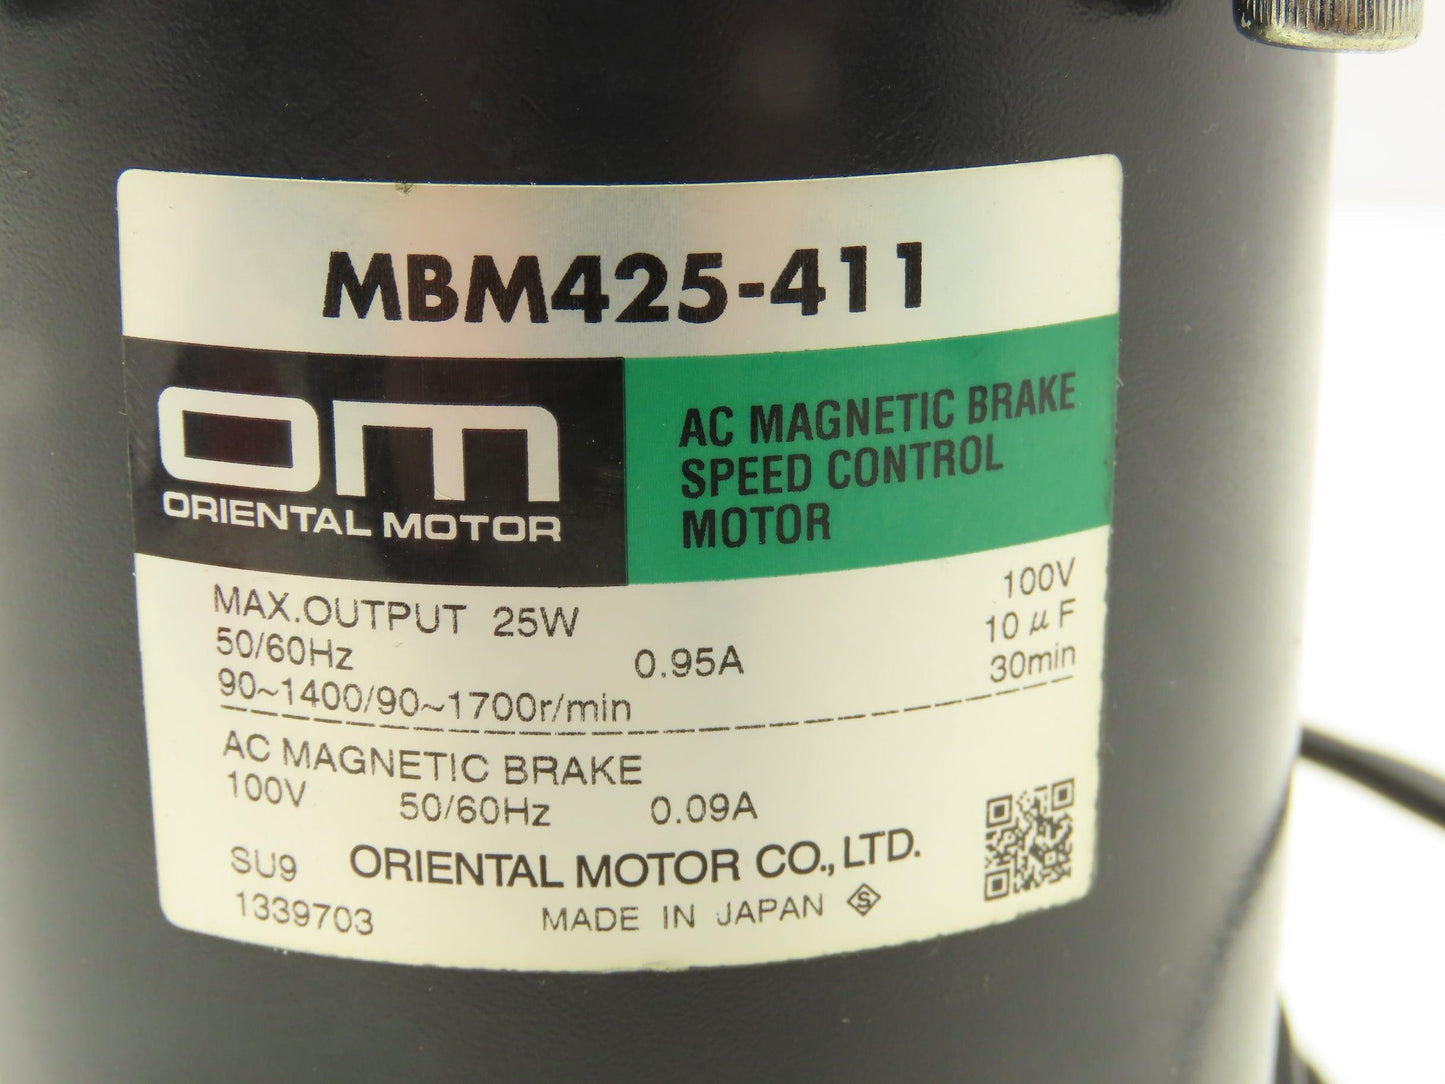 MBM425-411
om
ORIENTAL MOTOR
AC MAGNETIC BRAKE
SPEED CONTROL
MOTOR
MAX.OUTPUT 25W 100V
50/60Hz 0.95A 10μF
90~1400/90~1700r/min 30min
AC MAGNETIC BRAKE
100V 50/60Hz 0.09A
SU9 ORIENTAL MOTOR CO.,LTD.
1339703 MADE IN JAPAN S